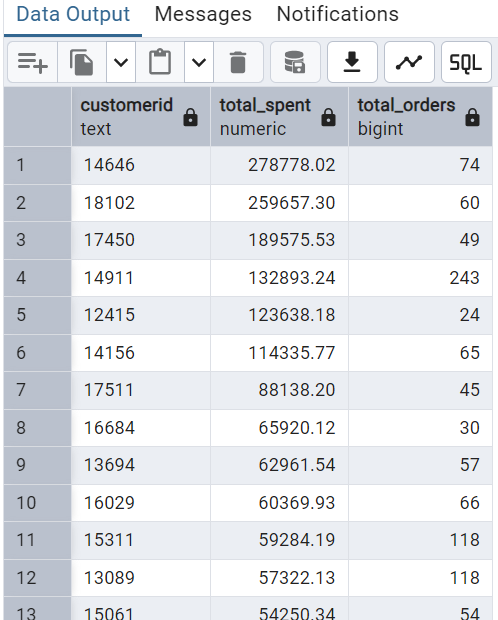 Data Output Messages Notifications
SQL
customerid total_spent total_orders
text numeric bigint
1 14646 278778.02 74
2 18102 259657.30 60
3 17450 189575.53 49
4 14911 132893.24 243
5 12415 123638.18 24
6 14156 114335.77 65
7 17511 88138.20 45
8 16684 65920.12 30
9 13694 62961.54 57
10 16029 60369.93 66
11 15311 59284.19 118
12 13089 57322.13 118
13 15061 54250.34 54